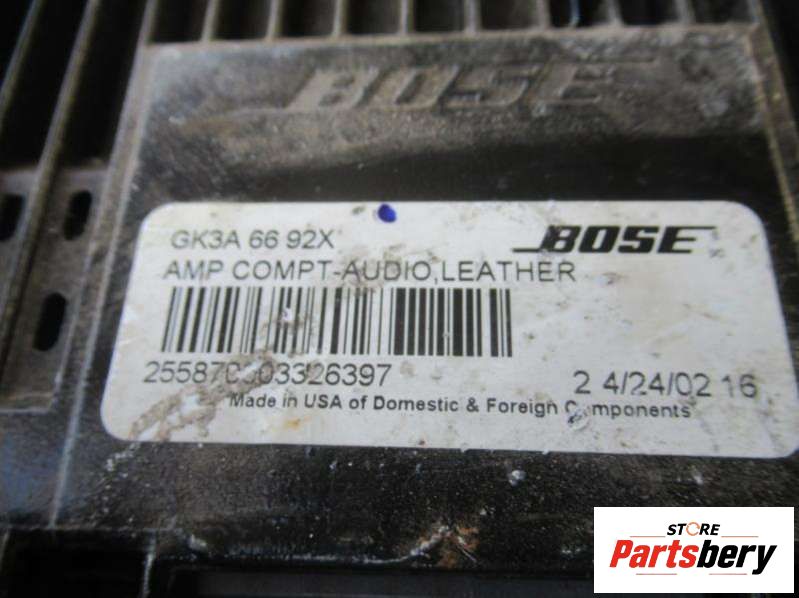 BOSE
GK3A 66 92X
BOSE
AMP COMPT-AUDIO,LEATHER
2 4/24/02 16
Made in USA of Domestic & Foreign Components
STORE
Partsbery